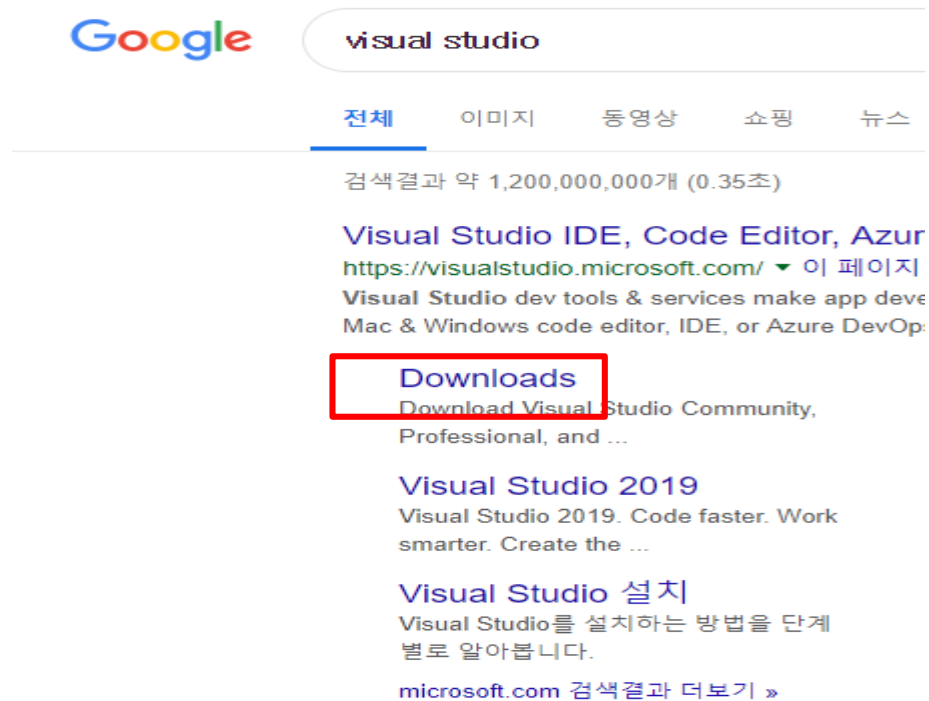 Google
visual studio
전체 이미지 동영상 쇼핑 뉴스
검색결과 약 1,200,000,000개 (0.35초)
Visual Studio IDE, Code Editor, Azur
https://visualstudio.microsoft.com/ ▼ 이 페이지
Visual Studio dev tools & services make app deve
Mac & Windows code editor, IDE, or Azure DevOps
Downloads
Download Visual Studio Community,
Professional, and ...
Visual Studio 2019
Visual Studio 2019. Code faster. Work
smarter. Create the ...
Visual Studio 설치
Visual Studio를 설치하는 방법을 단계
별로 알아봅니다.
microsoft.com 검색결과 더보기 »